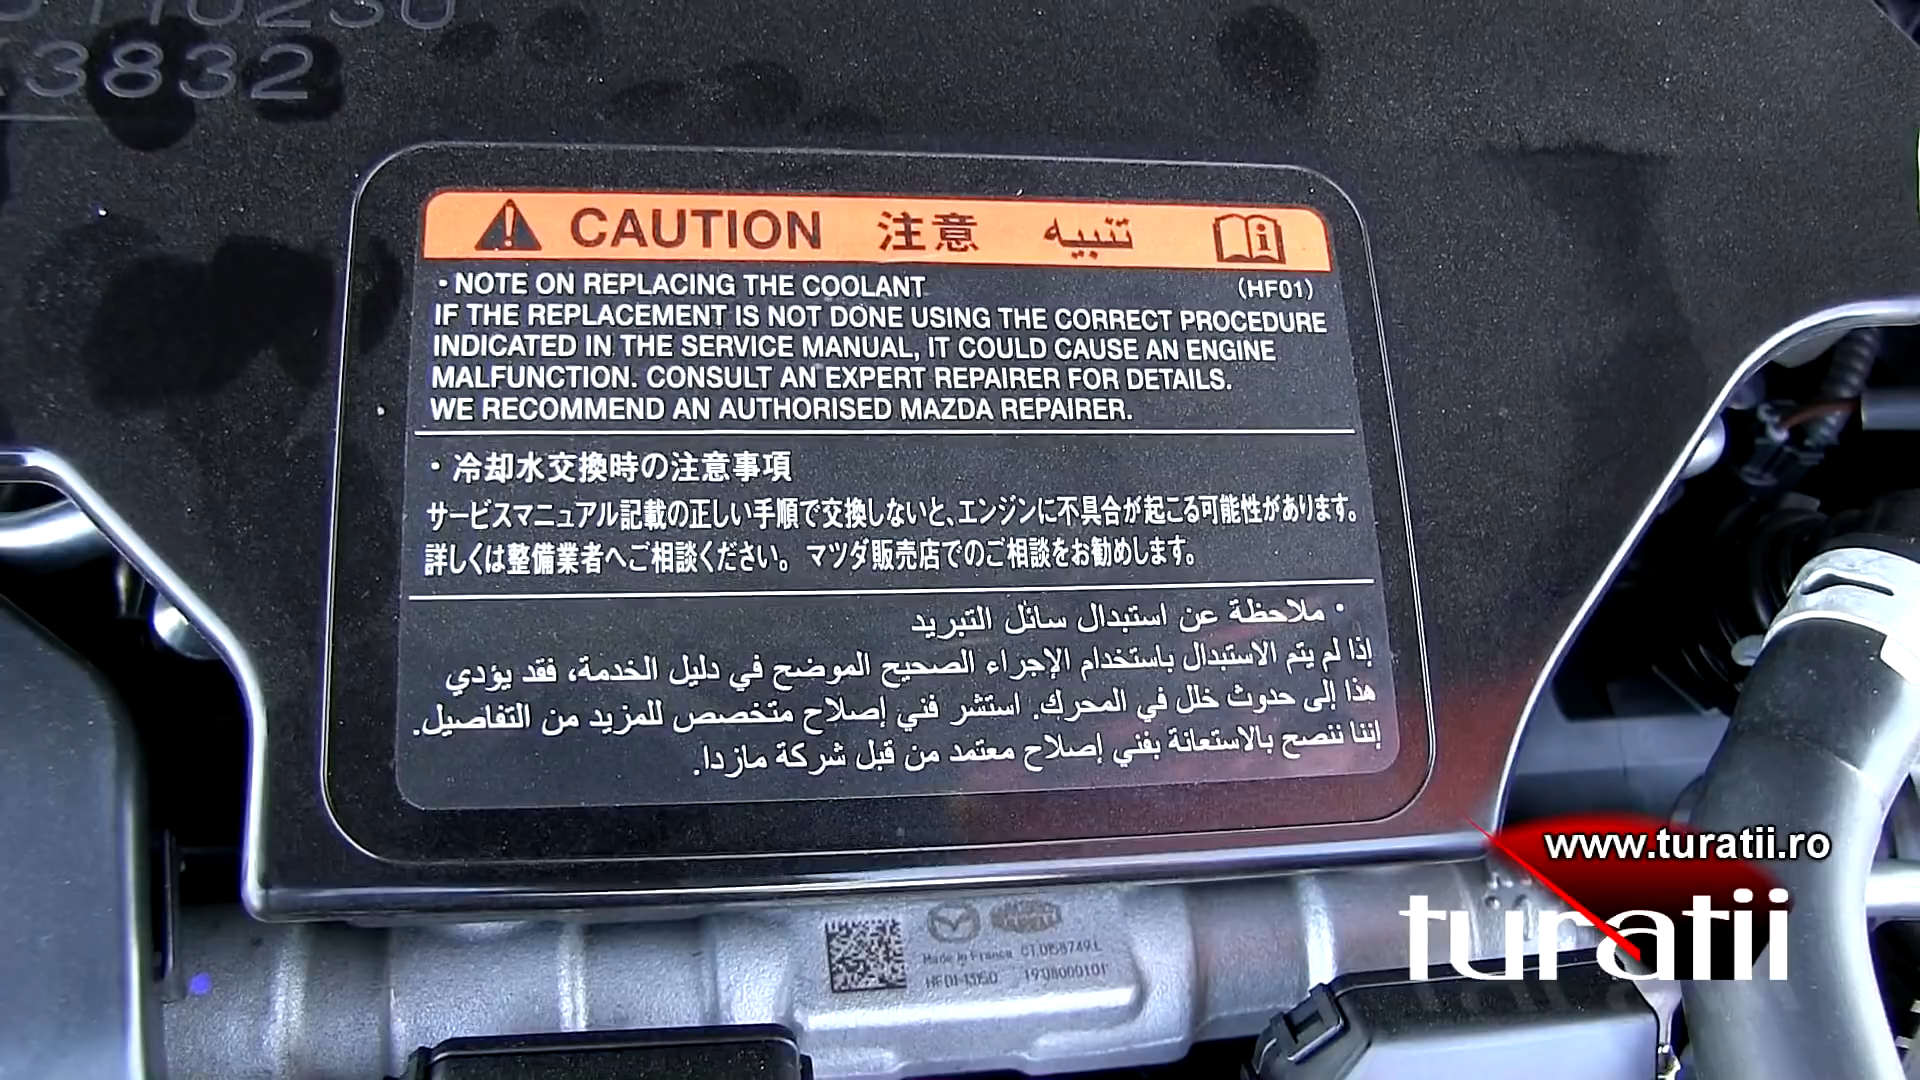 3832
CAUTION 注意 تنبيه
・NOTE ON REPLACING THE COOLANT (HF01)
IF THE REPLACEMENT IS NOT DONE USING THE CORRECT PROCEDURE
INDICATED IN THE SERVICE MANUAL, IT COULD CAUSE AN ENGINE
MALFUNCTION. CONSULT AN EXPERT REPAIRER FOR DETAILS.
WE RECOMMEND AN AUTHORISED MAZDA REPAIRER.
・冷却水交換時の注意事項
サービスマニュアル記載の正しい手順で交換しないと、エンジンに不具合が起こる可能性があります。
詳しくは整備業者へご相談ください。 マツダ販売店でのご相談をお勧めします。
・ملاحظة عن استبدال سائل التبريد
إذا لم يتم الاستبدال باستخدام الإجراء الصحيح الموضح في دليل الخدمة، فقد يؤدي
هذا إلى حدوث خلل في المحرك. استشر فني إصلاح متخصص للمزيد من التفاصيل.
إننا ننصح بالاستعانة بفني إصلاح معتمد من قبل شركة مازدا.
www.turatii.ro
turatii
Made in France